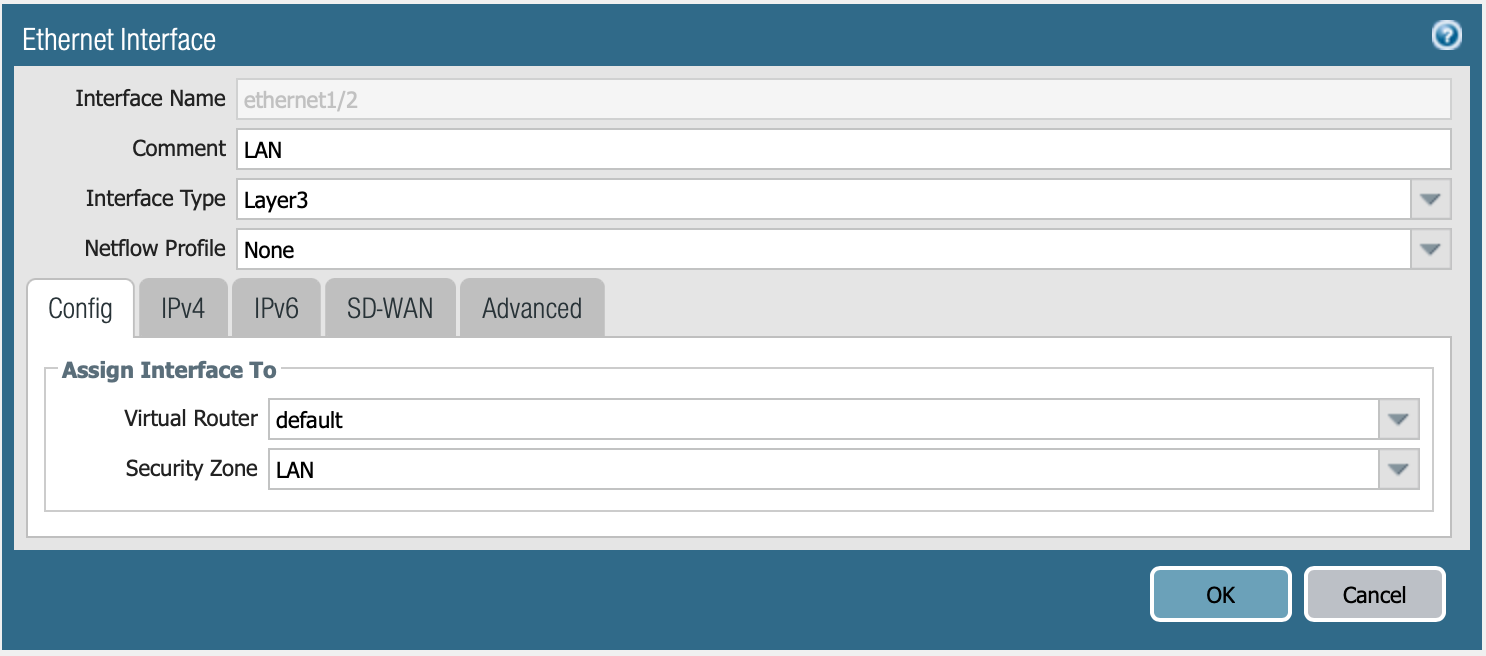 Ethernet Interface
Interface Name ethernet1/2
Comment LAN
Interface Type Layer3
Netflow Profile None
Config IPv4 IPv6 SD-WAN Advanced
Assign Interface To
Virtual Router default
Security Zone LAN
OK Cancel